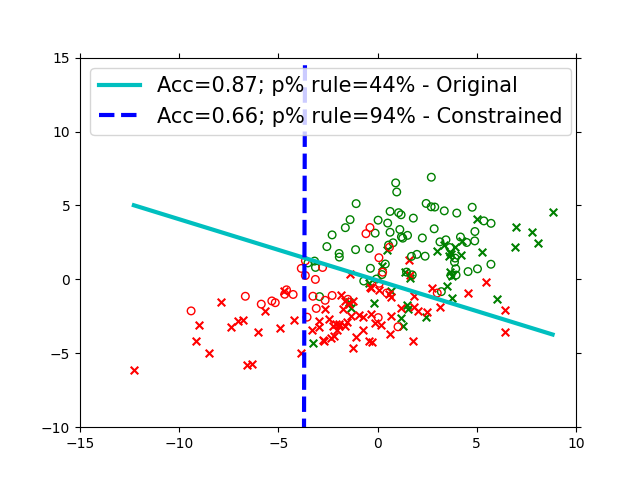 Acc=0.87; p% rule=44% - Original
Acc=0.66; p% rule=94% - Constrained
15
10
5
0
−5
−10
−15 −10 −5 0 5 10